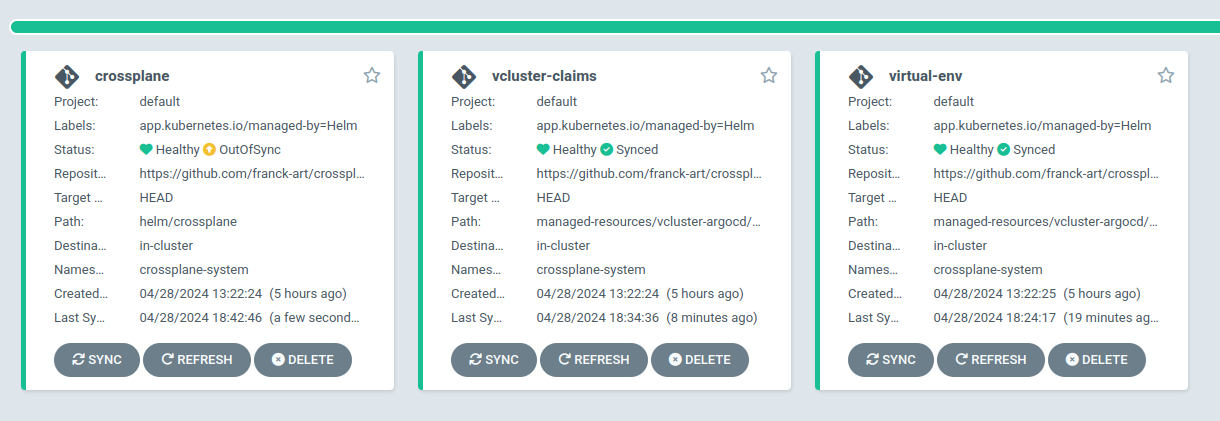 crossplane
Project: default
Labels: app.kubernetes.io/managed-by=Helm
Status: Healthy OutOfSync
Reposit... https://github.com/franck-art/crosspl...
Target ... HEAD
Path: helm/crossplane
Destina... in-cluster
Names... crossplane-system
Created... 04/28/2024 13:22:24 (5 hours ago)
Last Sy... 04/28/2024 18:42:46 (a few second...
SYNC REFRESH DELETE
vcluster-claims
Project: default
Labels: app.kubernetes.io/managed-by=Helm
Status: Healthy Synced
Reposit... https://github.com/franck-art/crosspl...
Target ... HEAD
Path: managed-resources/vcluster-argocd/...
Destina... in-cluster
Names... crossplane-system
Created... 04/28/2024 13:22:24 (5 hours ago)
Last Sy... 04/28/2024 18:34:36 (8 minutes ago)
SYNC REFRESH DELETE
virtual-env
Project: default
Labels: app.kubernetes.io/managed-by=Helm
Status: Healthy Synced
Reposit... https://github.com/franck-art/crosspl...
Target ... HEAD
Path: managed-resources/vcluster-argocd/...
Destina... in-cluster
Names... crossplane-system
Created... 04/28/2024 13:22:25 (5 hours ago)
Last Sy... 04/28/2024 18:24:17 (19 minutes ag...
SYNC REFRESH DELETE